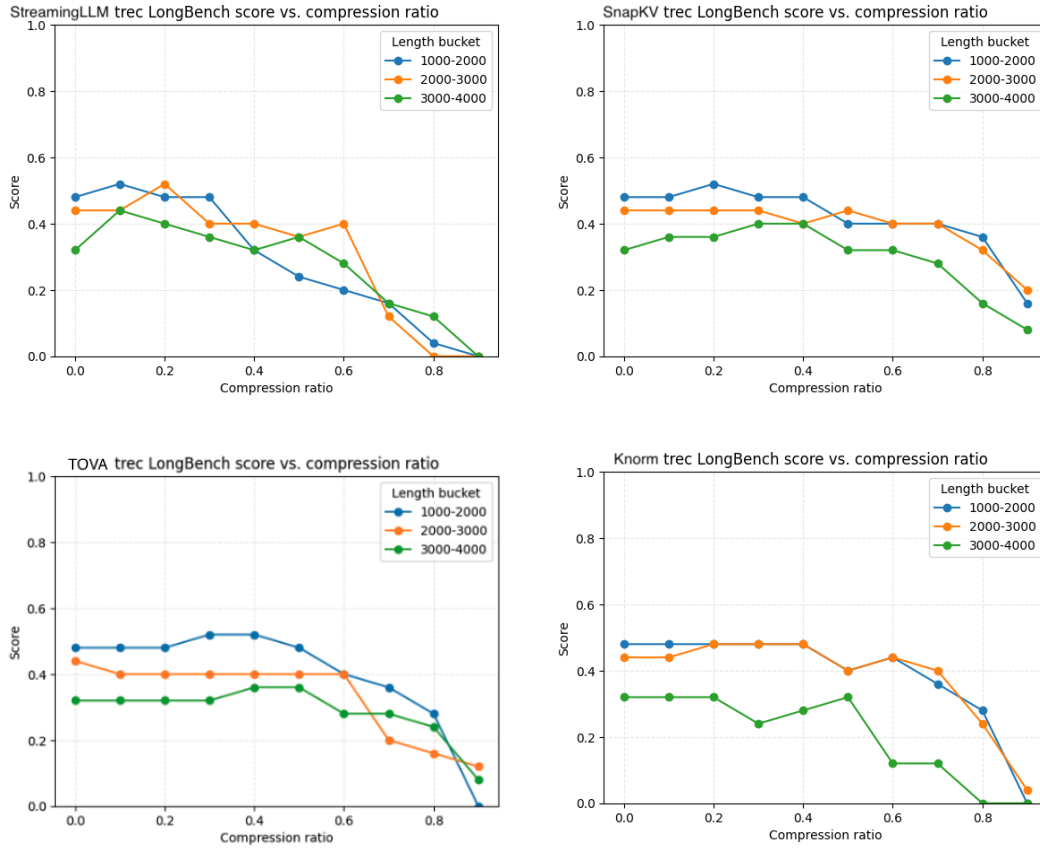 StreamingLLM trec LongBench score vs. compression ratio
1.0
0.8
0.6
0.4
0.2
0.0
Score
Length bucket
1000-2000
2000-3000
3000-4000
0.0 0.2 0.4 0.6 0.8
Compression ratio
SnapKV trec LongBench score vs. compression ratio
1.0
0.8
0.6
0.4
0.2
0.0
Score
Length bucket
1000-2000
2000-3000
3000-4000
0.0 0.2 0.4 0.6 0.8
Compression ratio
TOVA trec LongBench score vs. compression ratio
1.0
0.8
0.6
0.4
0.2
0.0
Score
Length bucket
1000-2000
2000-3000
3000-4000
0.0 0.2 0.4 0.6 0.8
Compression ratio
Knorm trec LongBench score vs. compression ratio
1.0
0.8
0.6
0.4
0.2
0.0
Score
Length bucket
1000-2000
2000-3000
3000-4000
0.0 0.2 0.4 0.6 0.8
Compression ratio